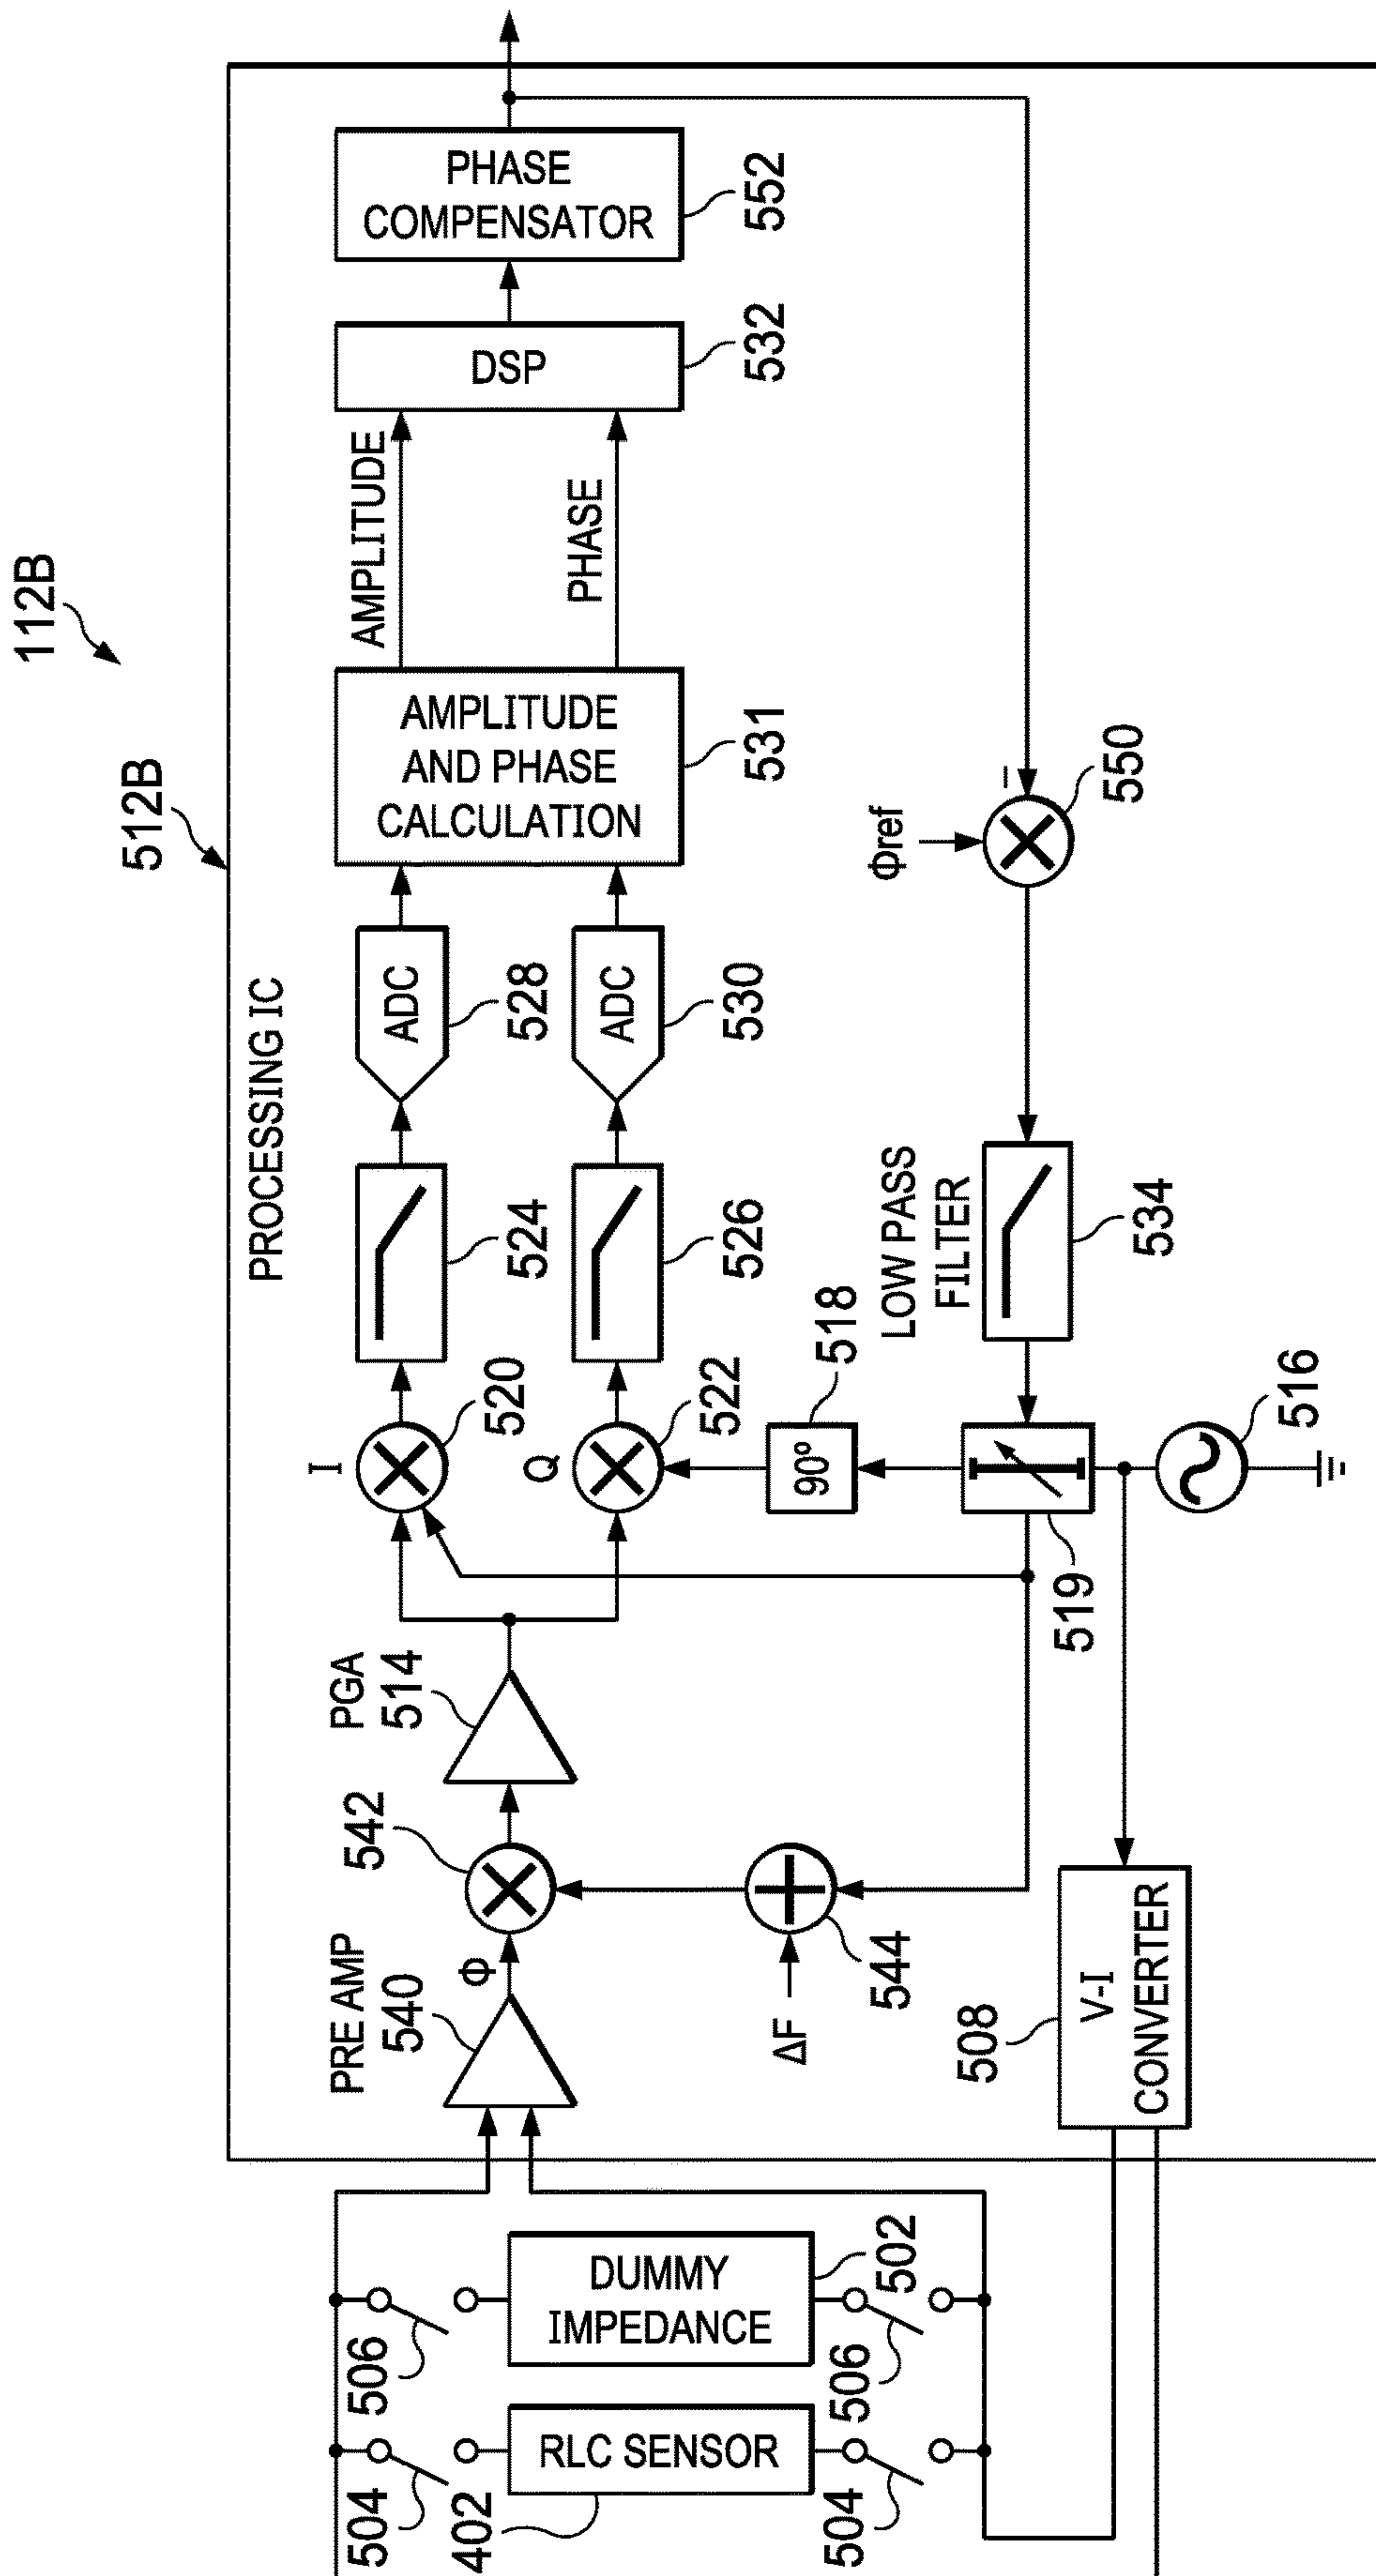 112B
512B
PROCESSING IC
504
402
RLC SENSOR
504
506
DUMMY
IMPEDANCE
502
506
PRE AMP
540
Φ
542
PGA
514
ΔF
544
508
V-I
CONVERTER
I
520
Q
522
90º
518
519
516
524
526
LOW PASS
FILTER
534
ADC
528
ADC
530
Φref
−
550
AMPLITUDE
AND PHASE
CALCULATION
531
AMPLITUDE
PHASE
DSP
532
PHASE
COMPENSATOR
552